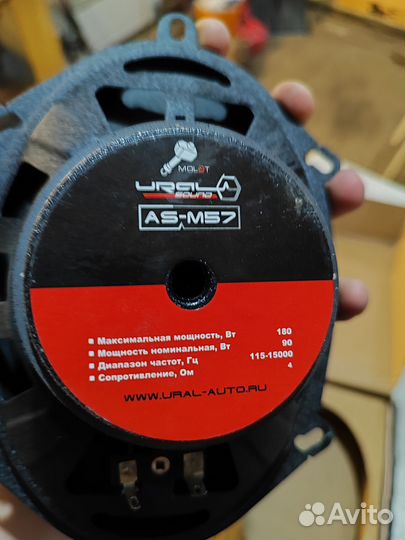 MOLOT
URAL
SOUND
AS-M57
Максимальная мощность, Вт 180
Мощность номинальная, Вт 90
Диапазон частот, Гц 115-15000
Сопротивление, Ом 4
WWW.URAL-AUTO.RU
Avito